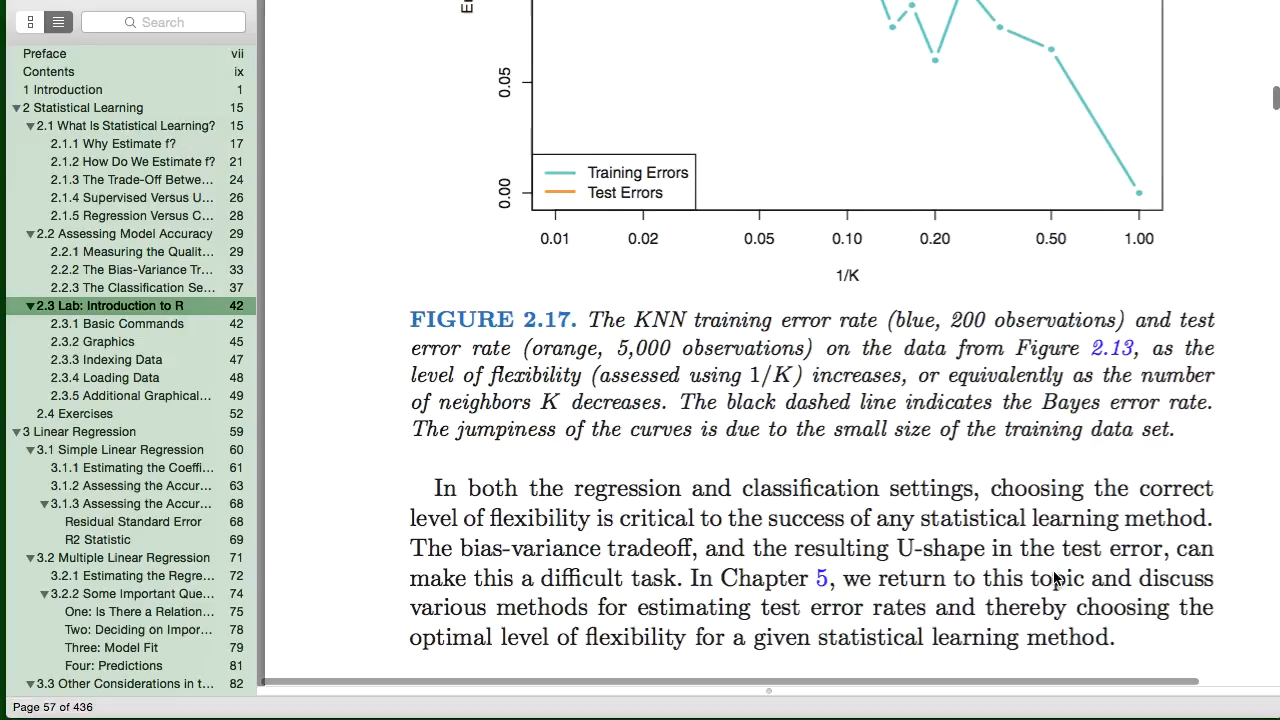 Search
Preface vii
Contents ix
1 Introduction 1
2 Statistical Learning 15
2.1 What Is Statistical Learning? 15
2.1.1 Why Estimate f? 17
2.1.2 How Do We Estimate f? 21
2.1.3 The Trade-Off Betwe... 24
2.1.4 Supervised Versus U... 26
2.1.5 Regression Versus C... 28
2.2 Assessing Model Accuracy 29
2.2.1 Measuring the Qualit... 29
2.2.2 The Bias-Variance Tr... 33
2.2.3 The Classification Se... 37
2.3 Lab: Introduction to R 42
2.3.1 Basic Commands 42
2.3.2 Graphics 45
2.3.3 Indexing Data 47
2.3.4 Loading Data 48
2.3.5 Additional Graphical... 49
2.4 Exercises 52
3 Linear Regression 59
3.1 Simple Linear Regression 60
3.1.1 Estimating the Coeffi... 61
3.1.2 Assessing the Accur... 63
3.1.3 Assessing the Accur... 68
Residual Standard Error 68
R2 Statistic 69
3.2 Multiple Linear Regression 71
3.2.1 Estimating the Regre... 72
3.2.2 Some Important Que... 74
One: Is There a Relation... 75
Two: Deciding on Impor... 78
Three: Model Fit 79
Four: Predictions 81
3.3 Other Considerations in t... 82
Page 57 of 436
0.05
0.00
Training Errors
Test Errors
0.01 0.02 0.05 0.10 0.20 0.50 1.00
1/K
FIGURE 2.17. The KNN training error rate (blue, 200 observations) and test
error rate (orange, 5,000 observations) on the data from Figure 2.13, as the
level of flexibility (assessed using 1/K) increases, or equivalently as the number
of neighbors K decreases. The black dashed line indicates the Bayes error rate.
The jumpiness of the curves is due to the small size of the training data set.
In both the regression and classification settings, choosing the correct
level of flexibility is critical to the success of any statistical learning method.
The bias-variance tradeoff, and the resulting U-shape in the test error, can
make this a difficult task. In Chapter 5, we return to this topic and discuss
various methods for estimating test error rates and thereby choosing the
optimal level of flexibility for a given statistical learning method.